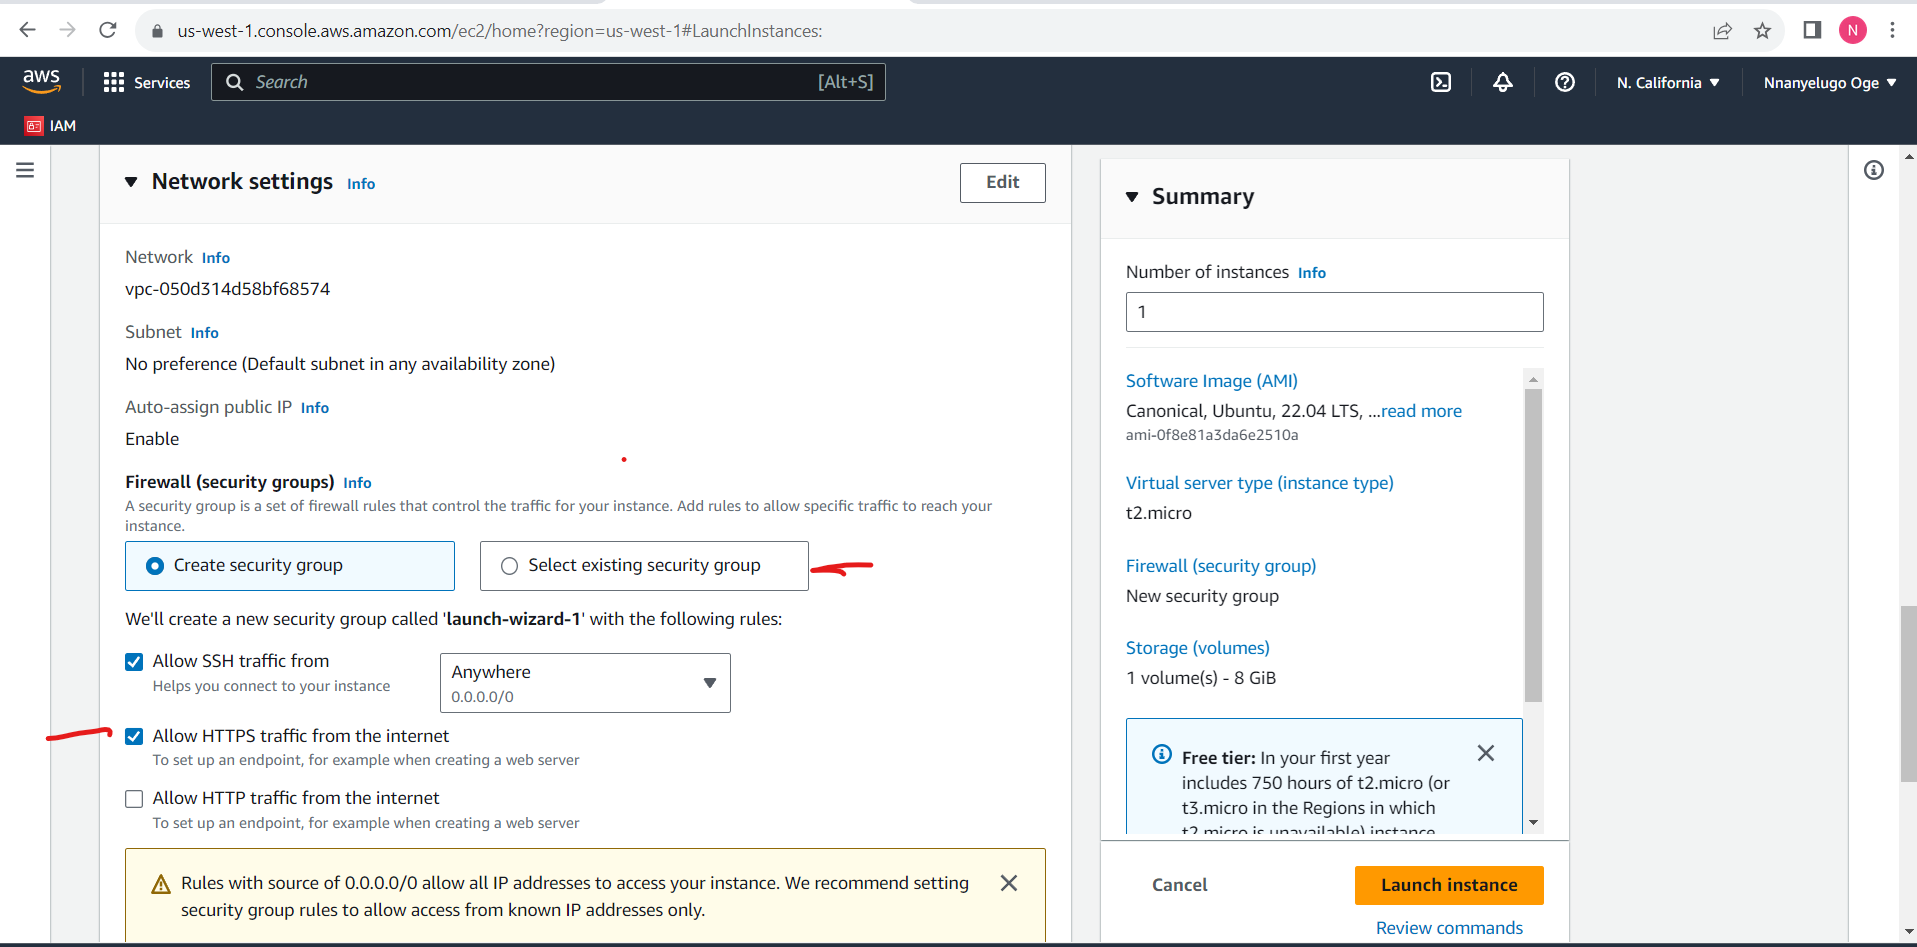 us-west-1.console.aws.amazon.com/ec2/home?region=us-west-1#LaunchInstances:
N
aws
Services
Search
[Alt+S]
N. California
Nnanyelugo Oge
IAM
Network settings Info
Edit
Network Info
vpc-050d314d58bf68574
Subnet Info
No preference (Default subnet in any availability zone)
Auto-assign public IP Info
Enable
Firewall (security groups) Info
A security group is a set of firewall rules that control the traffic for your instance. Add rules to allow specific traffic to reach your
instance.
Create security group
Select existing security group
We'll create a new security group called 'launch-wizard-1' with the following rules:
Allow SSH traffic from
Helps you connect to your instance
Anywhere
0.0.0.0/0
Allow HTTPS traffic from the internet
To set up an endpoint, for example when creating a web server
Allow HTTP traffic from the internet
To set up an endpoint, for example when creating a web server
Rules with source of 0.0.0.0/0 allow all IP addresses to access your instance. We recommend setting
security group rules to allow access from known IP addresses only.
Summary
Number of instances Info
1
Software Image (AMI)
Canonical, Ubuntu, 22.04 LTS, ...read more
ami-0f8e81a3da6e2510a
Virtual server type (instance type)
t2.micro
Firewall (security group)
New security group
Storage (volumes)
1 volume(s) - 8 GiB
Free tier: In your first year
includes 750 hours of t2.micro (or
t3.micro in the Regions in which
t2.micro is unavailable) instance
Cancel
Launch instance
Review commands